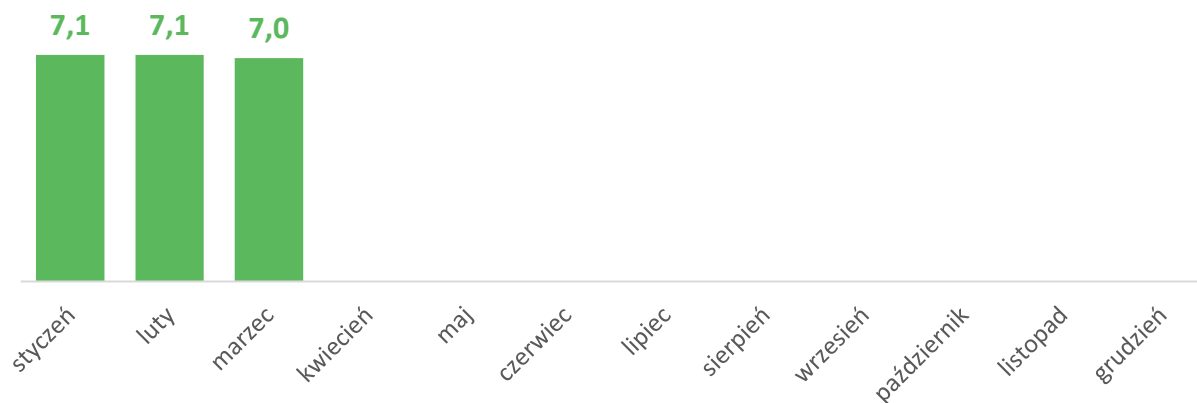 7,1
7,1
7,0
styczeń
luty
marzec
kwiecień
maj
czerwiec
lipiec
sierpień
wrzesień
październik
listopad
grudzień